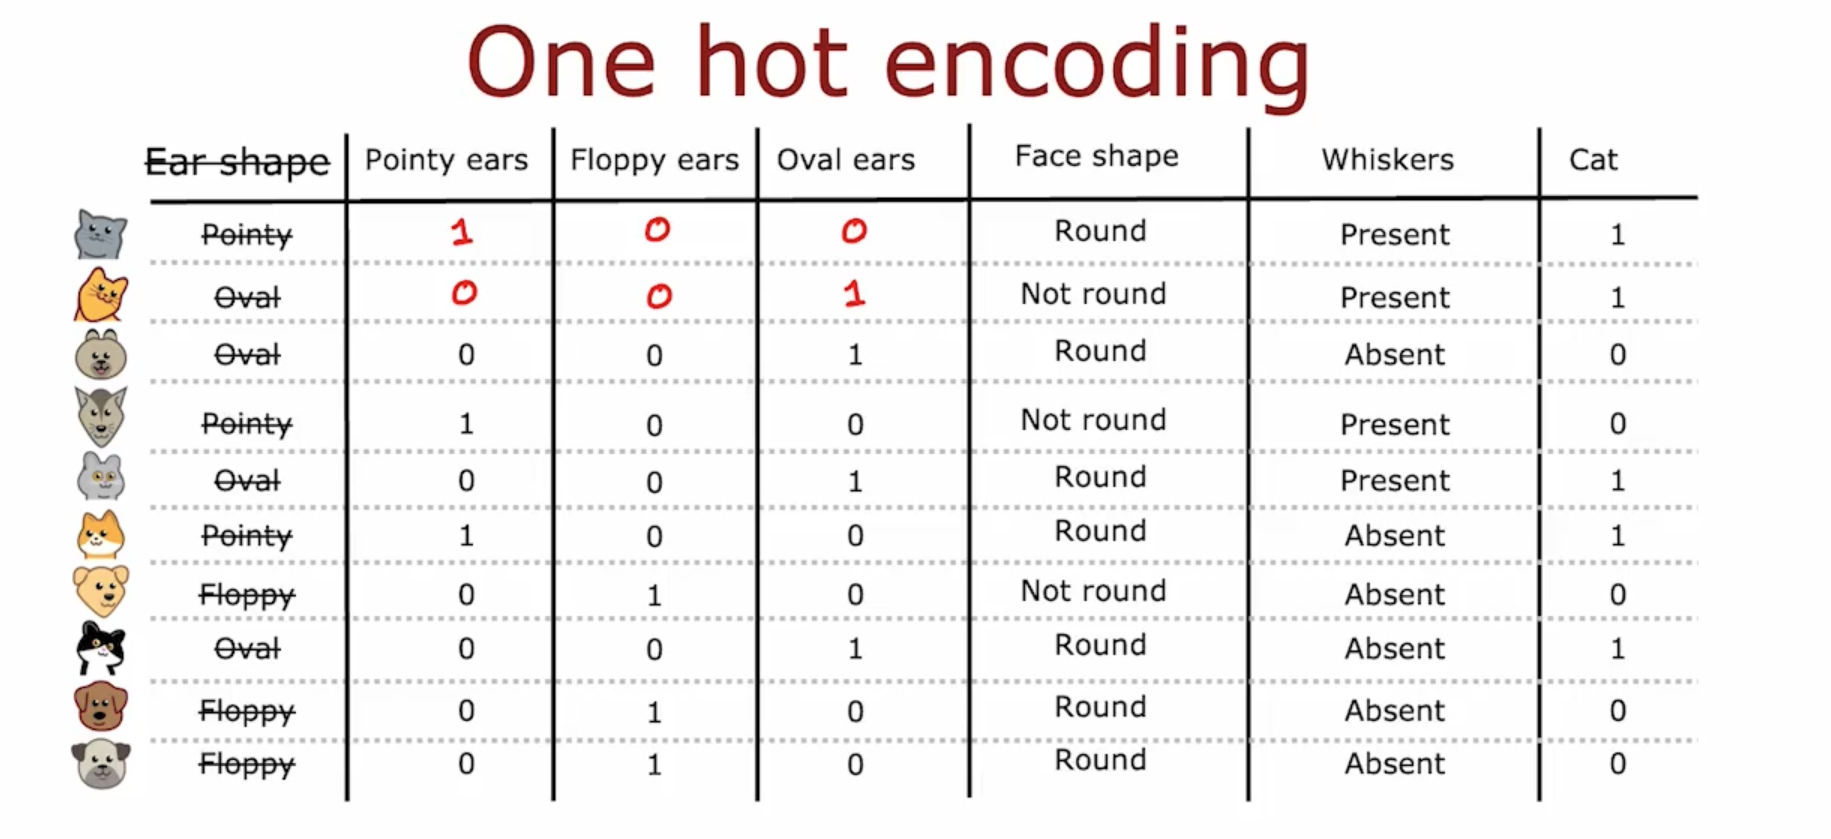 One hot encoding
Ear shape Pointy ears Floppy ears Oval ears Face shape Whiskers Cat
Pointy 1 0 0 Round Present 1
Oval 0 0 1 Not round Present 1
Oval 0 0 1 Round Absent 0
Pointy 1 0 0 Not round Present 0
Oval 0 0 1 Round Present 1
Pointy 1 0 0 Round Absent 1
Floppy 0 1 0 Not round Absent 0
Oval 0 0 1 Round Absent 1
Floppy 0 1 0 Round Absent 0
Floppy 0 1 0 Round Absent 0